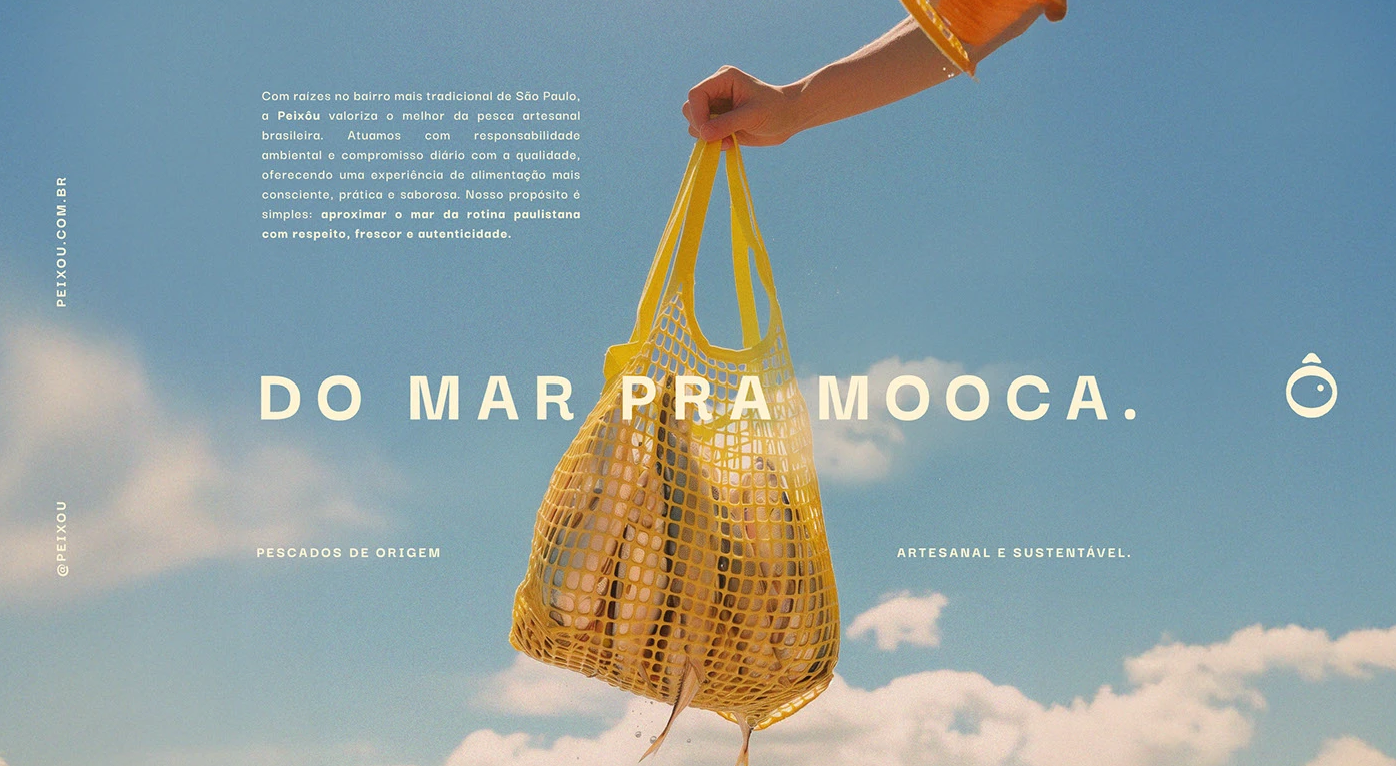 Com raízes no bairro mais tradicional de São Paulo,
a Peixôu valoriza o melhor da pesca artesanal
brasileira. Atuamos com responsabilidade
ambiental e compromisso diário com a qualidade,
oferecendo uma experiência de alimentação mais
consciente, prática e saborosa. Nosso propósito é
simples: aproximar o mar da rotina paulistana
com respeito, frescor e autenticidade.
PEIXOU.COM.BR
DO MAR PRA MOOCA.
Ô
@PEIXOU
PESCADOS DE ORIGEM
ARTESANAL E SUSTENTÁVEL.